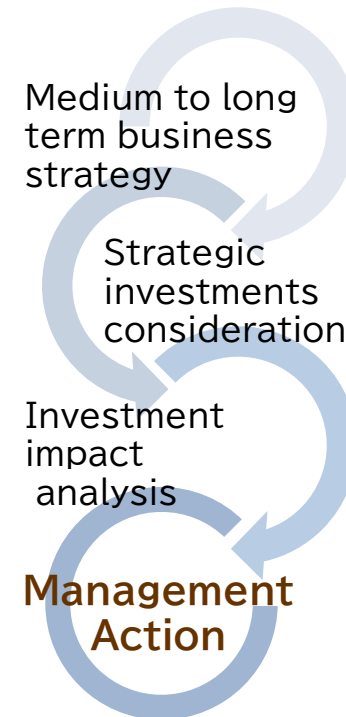 Medium to long
term business
strategy
Strategic
investments
consideration
Investment
impact
analysis
Management
Action